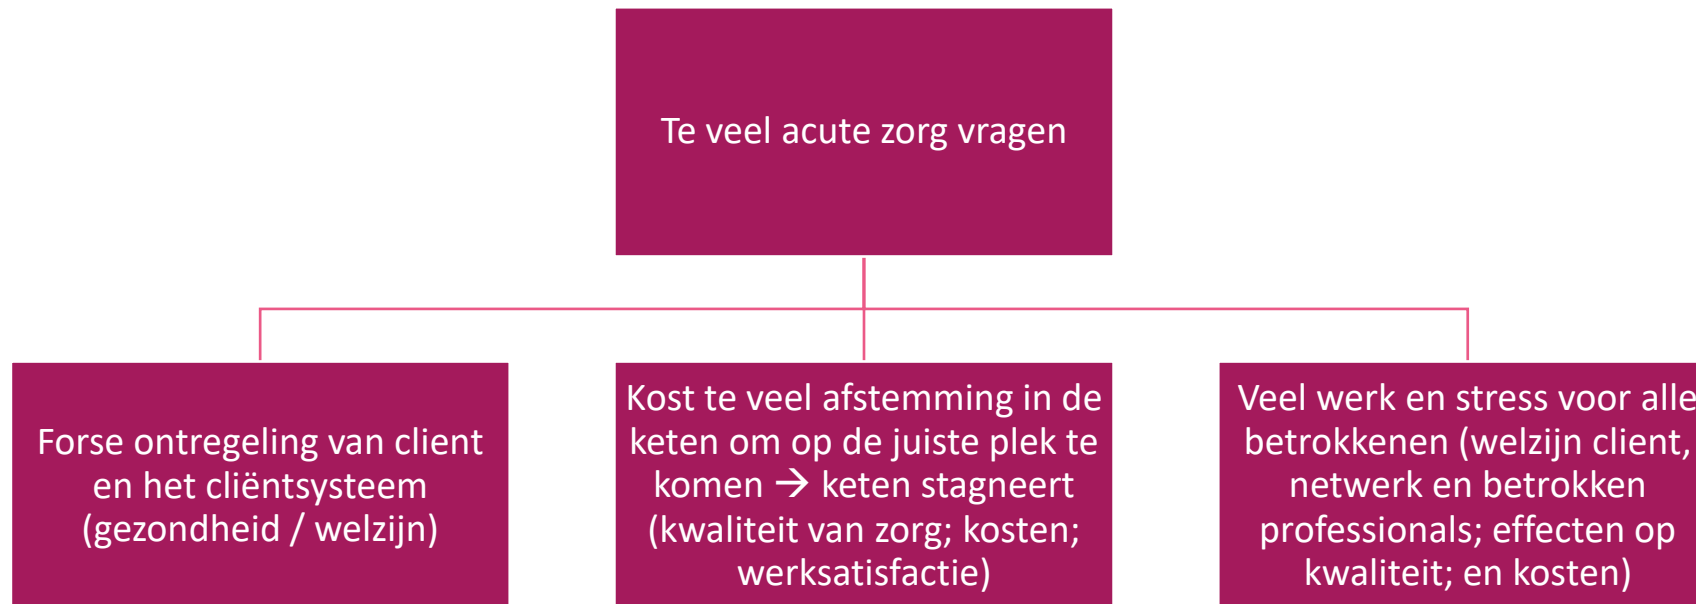 Te veel acute zorg vragen
Forse ontregeling van client
en het cliëntsysteem
(gezondheid / welzijn)
Kost te veel afstemming in de
keten om op de juiste plek te
komen → keten stagneert
(kwaliteit van zorg; kosten;
werksatisfactie)
Veel werk en stress voor alle
betrokkenen (welzijn client,
netwerk en betrokken
professionals; effecten op
kwaliteit; en kosten)